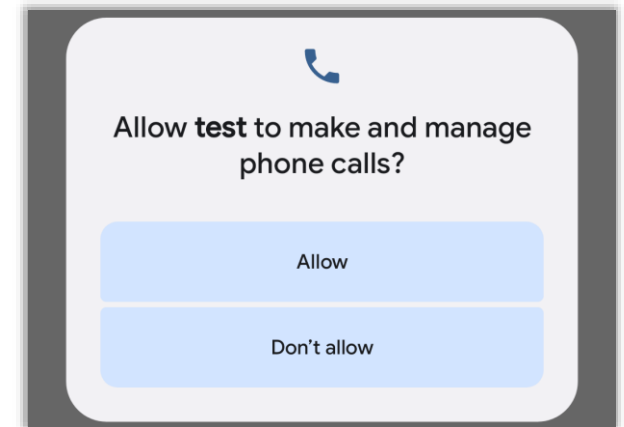 Allow test to make and manage
phone calls?
Allow
Don’t allow